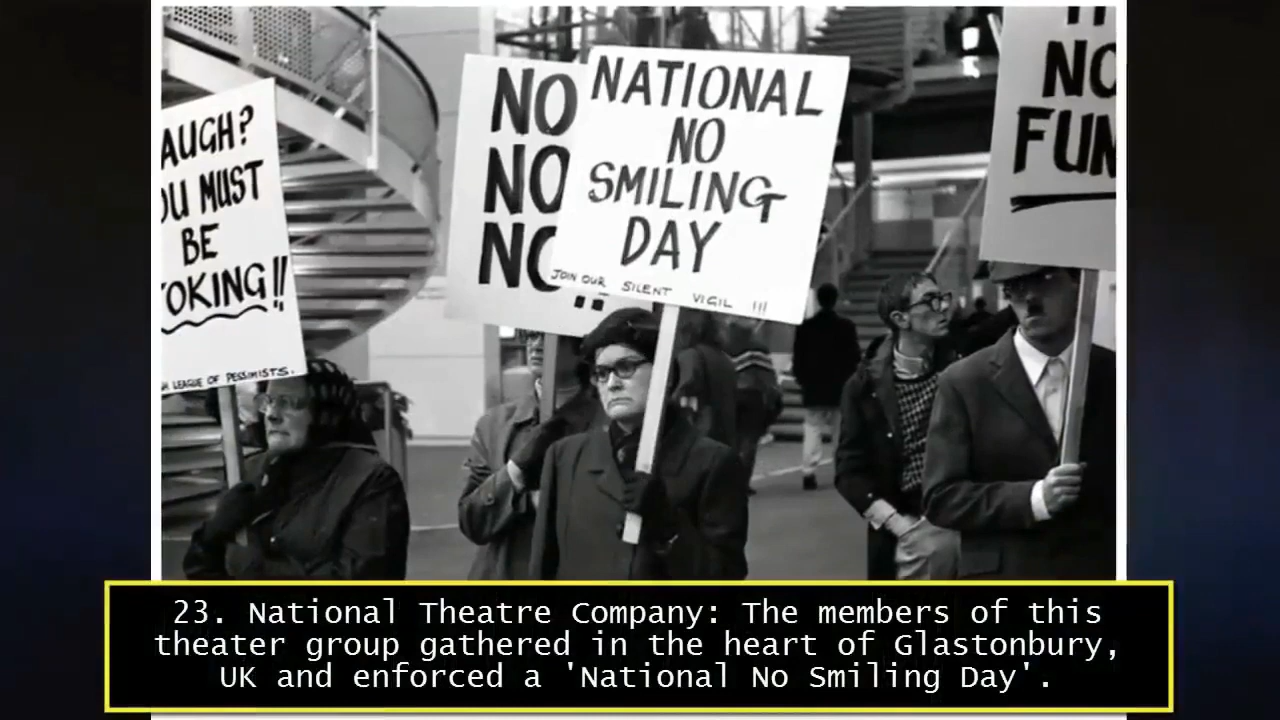 AUGH?
OU MUST
BE
OKING!!
LEAGUE OF PESSIMISTS.
NO
NO
NO!!
NATIONAL
NO
SMILING
DAY
JOIN OUR SILENT VIGIL !!!
NO
FUN
23. National Theatre Company: The members of this
theater group gathered in the heart of Glastonbury,
UK and enforced a 'National No Smiling Day'.